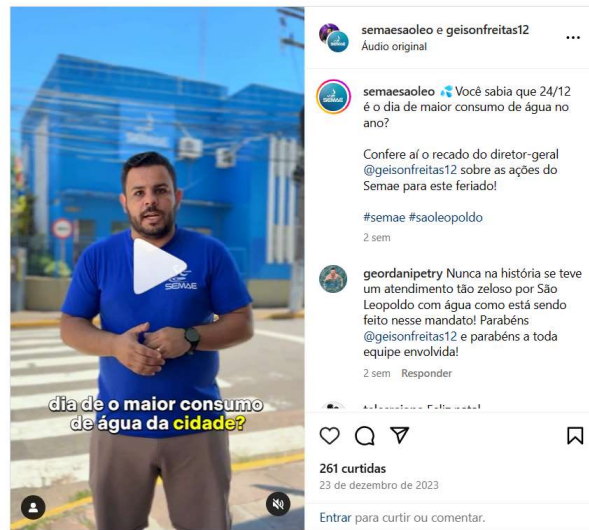 semaesaoleo e geisonfreitas12
Áudio original
semaesaoleo 💦 Você sabia que 24/12
é o dia de maior consumo de água no
ano?
Confere aí o recado do diretor-geral
@geisonfreitas12 sobre as ações do
Semae para este feriado!
#semae #saoleopoldo
2 sem
geordanipetry Nunca na história se teve
um atendimento tão zeloso por São
Leopoldo com água como está sendo
feito nesse mandato! Parabéns
@geisonfreitas12 e parabéns a toda
equipe envolvida!
2 sem Responder
SEMAE
SEMAE
dia de o maior consumo
de água da cidade?
261 curtidas
23 de dezembro de 2023
Entrar para curtir ou comentar.